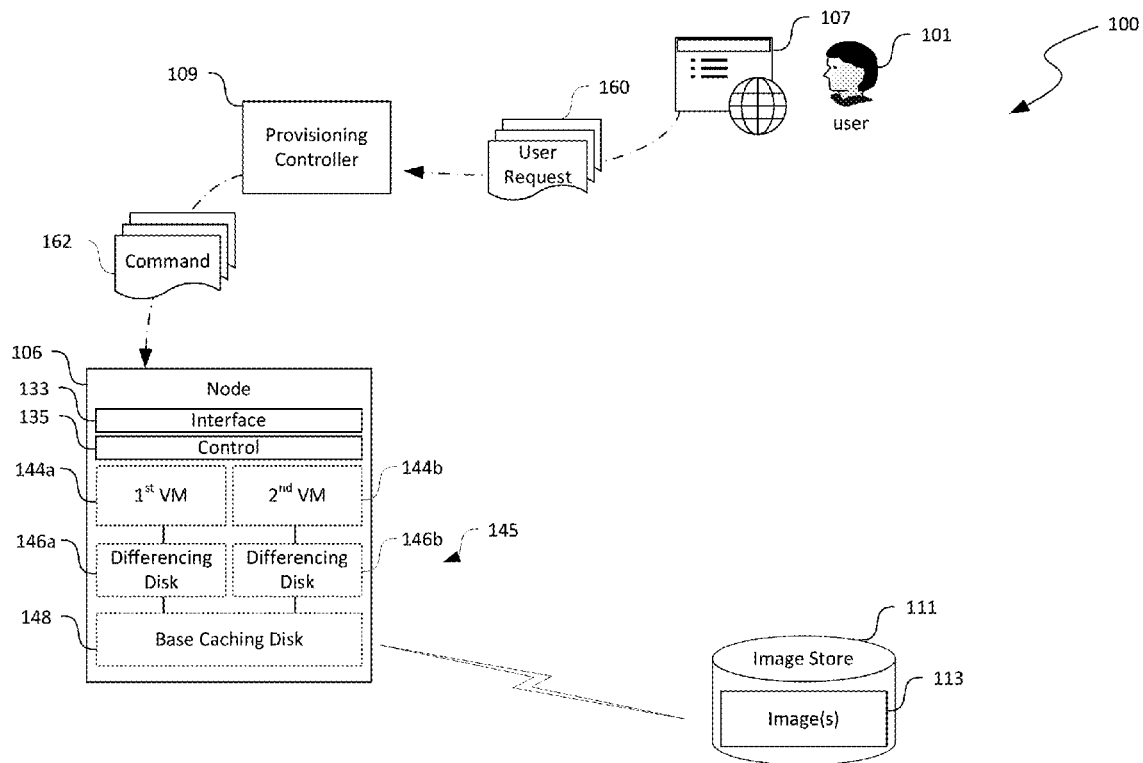 107
101
100
109
160
user
Provisioning
Controller
User
Request
162
Command
106
Node
133
Interface
135
Control
144a
1st VM
2nd VM
144b
146a
Differencing
Disk
Differencing
Disk
146b
145
148
Base Caching Disk
111
Image Store
113
Image(s)